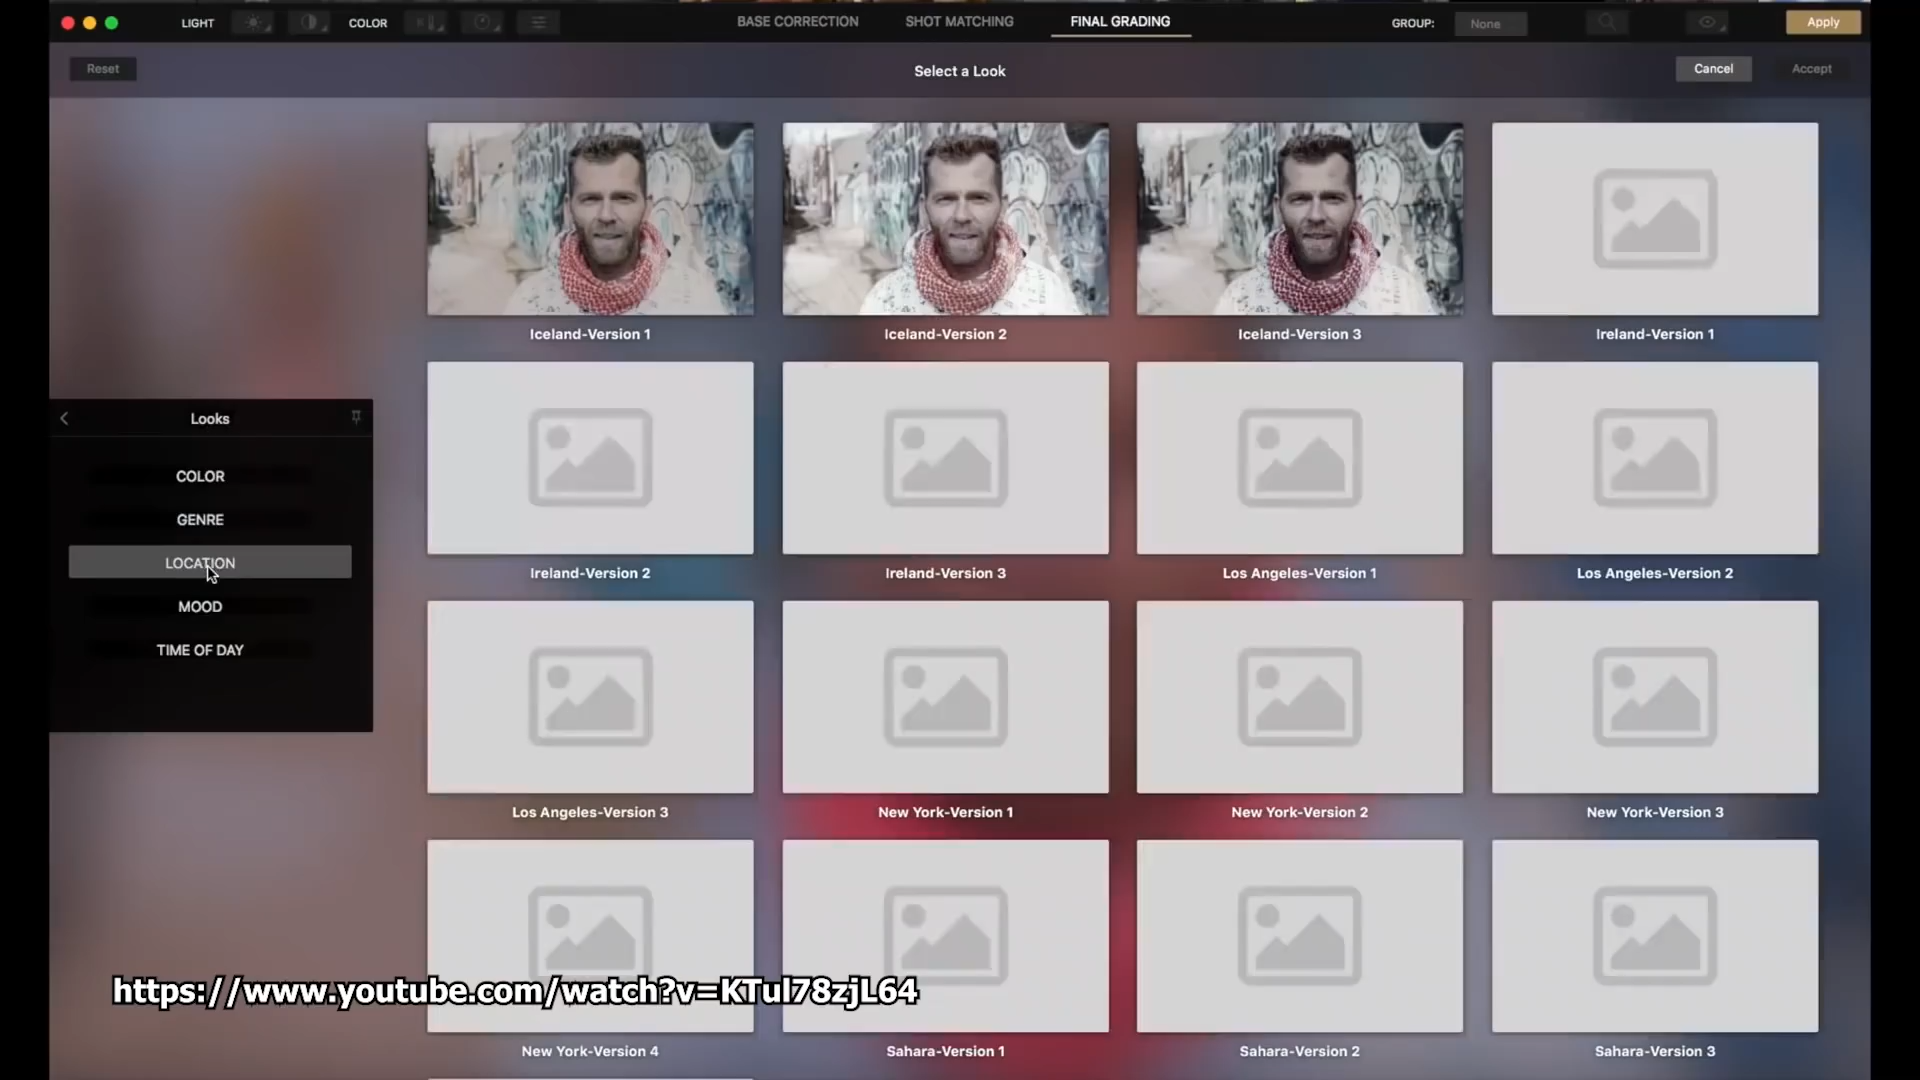 LIGHT
COLOR
BASE CORRECTION
SHOT MATCHING
FINAL GRADING
GROUP:
None
Apply
Reset
Select a Look
Cancel
Accept
Iceland-Version 1
Iceland-Version 2
Iceland-Version 3
Ireland-Version 1
Looks
COLOR
GENRE
LOCATION
MOOD
TIME OF DAY
Ireland-Version 2
Ireland-Version 3
Los Angeles-Version 1
Los Angeles-Version 2
Los Angeles-Version 3
New York-Version 1
New York-Version 2
New York-Version 3
https://www.youtube.com/watch?v=KTul78zjL64
New York-Version 4
Sahara-Version 1
Sahara-Version 2
Sahara-Version 3